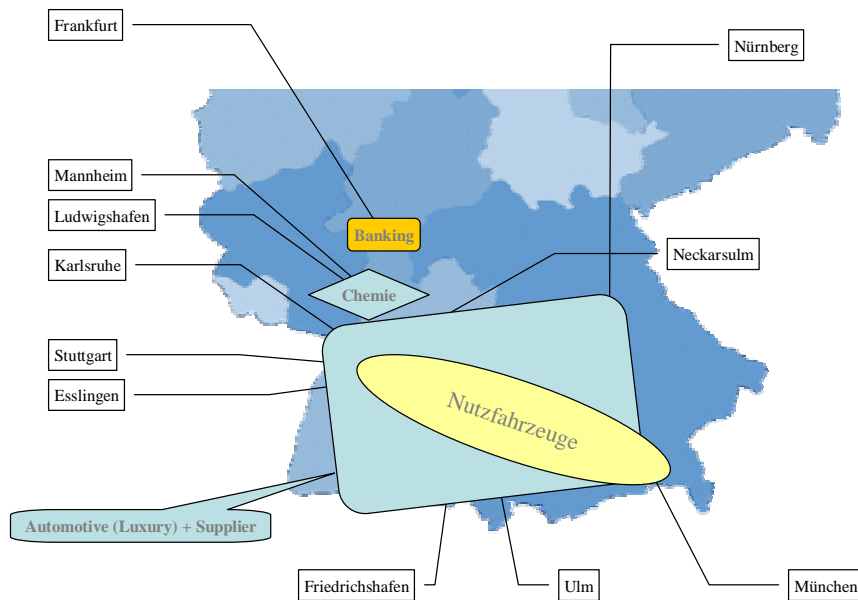 Frankfurt
Nürnberg
Mannheim
Ludwigshafen
Banking
Karlsruhe
Neckarsulm
Chemie
Stuttgart
Esslingen
Nutzfahrzeuge
Automotive (Luxury) + Supplier
Friedrichshafen
Ulm
München